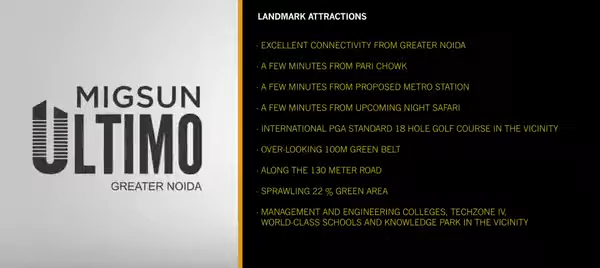 MIGSUN
ULTIMO
GREATER NOIDA
LANDMARK ATTRACTIONS
· EXCELLENT CONNECTIVITY FROM GREATER NOIDA
· A FEW MINUTES FROM PARI CHOWK
· A FEW MINUTES FROM PROPOSED METRO STATION
· A FEW MINUTES FROM UPCOMING NIGHT SAFARI
· INTERNATIONAL PGA STANDARD 18 HOLE GOLF COURSE IN THE VICINITY
· OVER-LOOKING 100M GREEN BELT
· ALONG THE 130 METER ROAD
· SPRAWLING 22 % GREEN AREA
· MANAGEMENT AND ENGINEERING COLLEGES, TECHZONE IV,
WORLD-CLASS SCHOOLS AND KNOWLEDGE PARK IN THE VICINITY